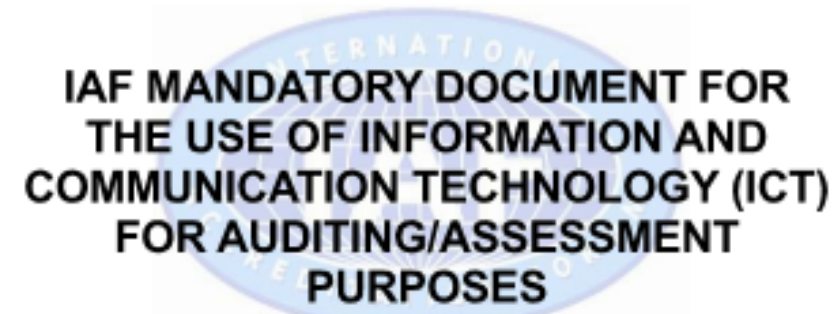 IAF MANDATORY DOCUMENT FOR
THE USE OF INFORMATION AND
COMMUNICATION TECHNOLOGY (ICT)
FOR AUDITING/ASSESSMENT
PURPOSES